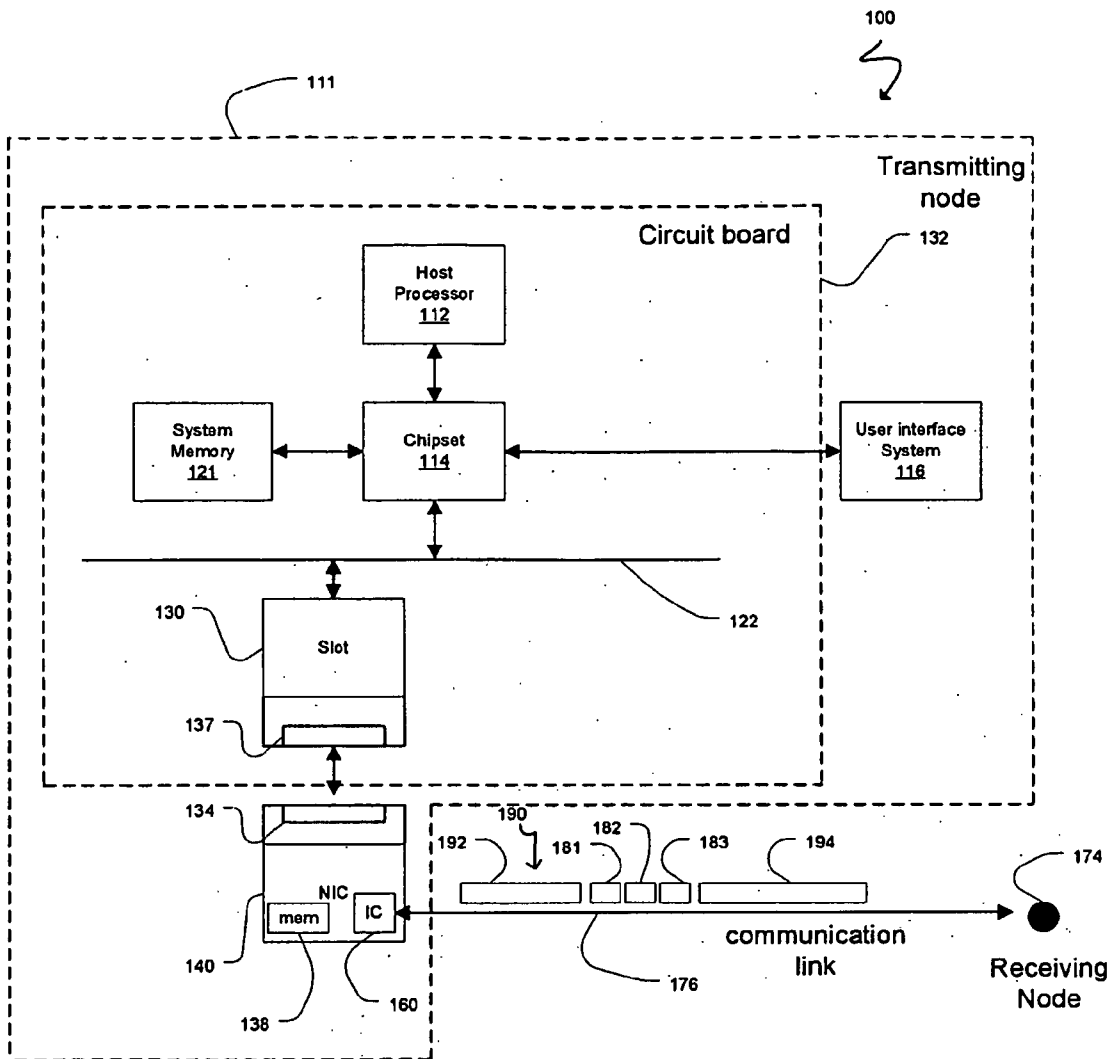 100
111
Transmitting
node
Circuit board
132
Host
Processor
112
System
Memory
121
Chipset
114
User interface
System
116
130
Slot
122
137
134
190
182
192
181
183
194
174
NIC
mem
IC
communication
link
140
138
160
176
Receiving
Node